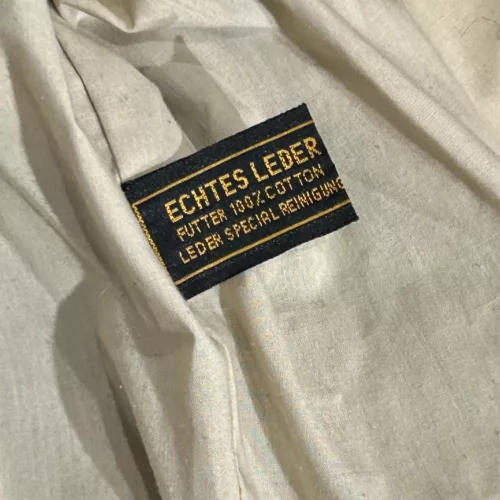 ECHTES LEDER
FUTTER 100% COTTON
LEDER SPECIAL REINIGUNG